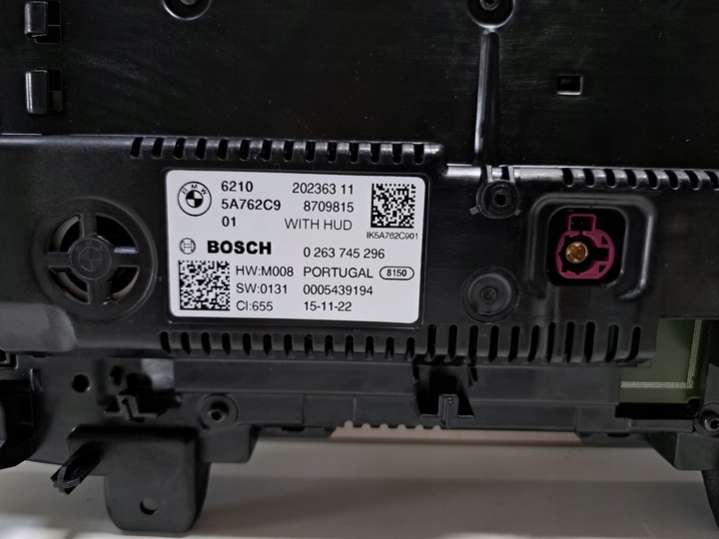 BMW
6210 202363 11
5A762C9 8709815
01 WITH HUD
IK5A762C901
BOSCH 0 263 745 296
HW:M008 PORTUGAL 8150
SW:0131 0005439194
CI:655 15-11-22